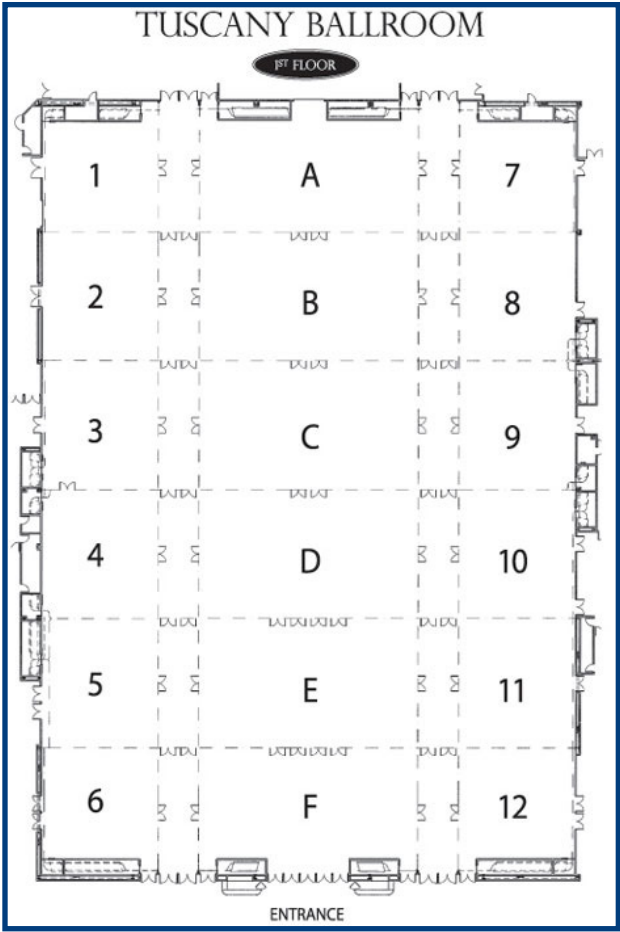 TUSCANY BALLROOM
1ST FLOOR
1 A 7
2 B 8
3 C 9
4 D 10
5 E 11
6 F 12
ENTRANCE